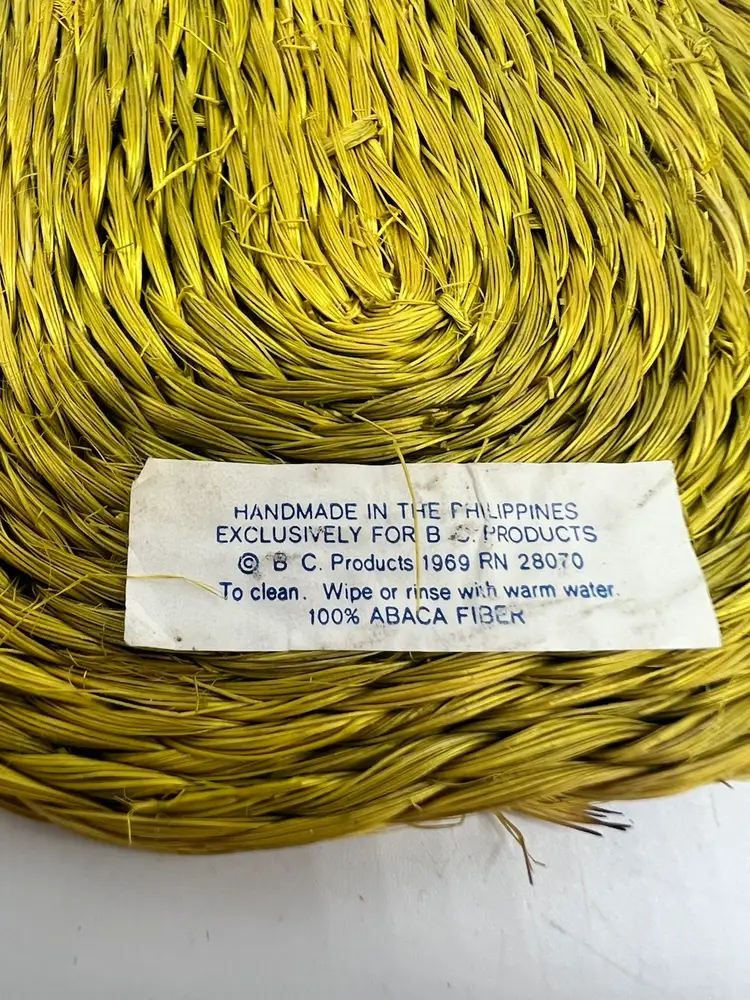 HANDMADE IN THE PHILIPPINES
EXCLUSIVELY FOR B.C. PRODUCTS
© B C. Products 1969 RN 28070
To clean. Wipe or rinse with warm water.
100% ABACA FIBER